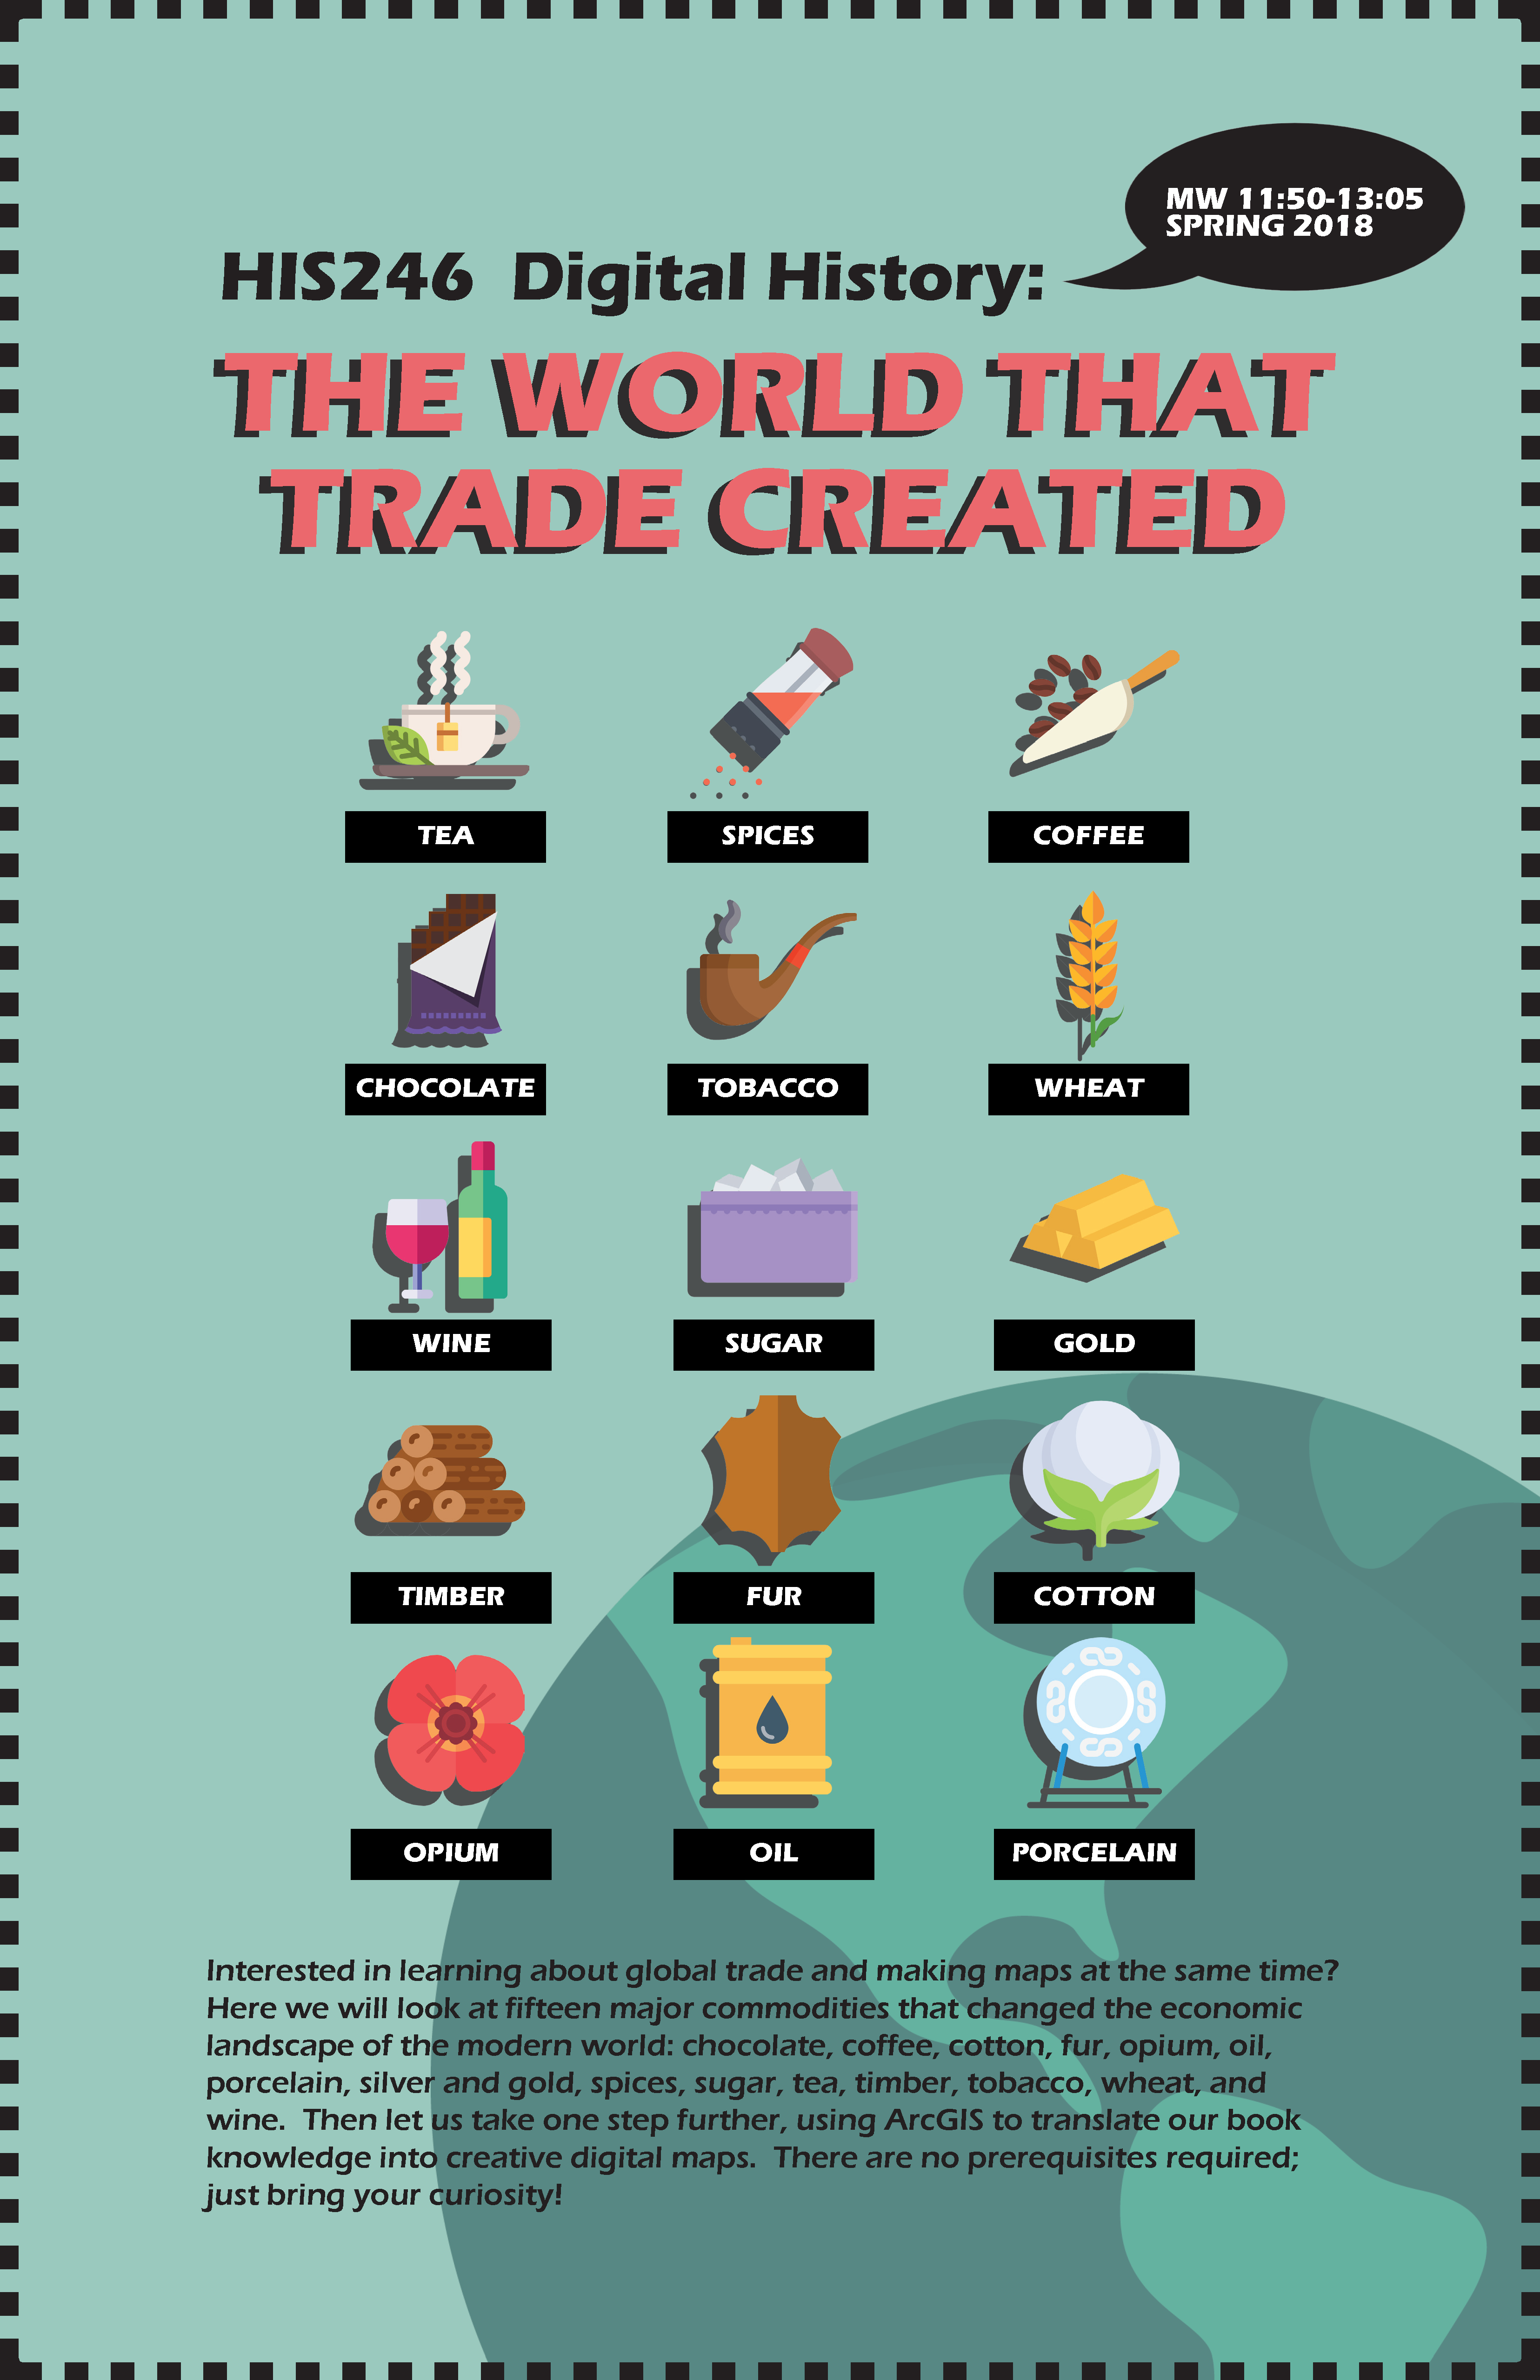 MW 11:50-13:05
SPRING 2018
HIS246 Digital History:
THE WORLD THAT
TRADE CREATED
TEA
SPICES
COFFEE
CHOCOLATE
TOBACCO
WHEAT
WINE
SUGAR
GOLD
TIMBER
FUR
COTTON
OPIUM
OIL
PORCELAIN
Interested in learning about global trade and making maps at the same time?
Here we will look at fifteen major commodities that changed the economic
landscape of the modern world: chocolate, coffee, cotton, fur, opium, oil,
porcelain, silver and gold, spices, sugar, tea, timber, tobacco, wheat, and
wine. Then let us take one step further, using ArcGIS to translate our book
knowledge into creative digital maps. There are no prerequisites required;
just bring your curiosity!